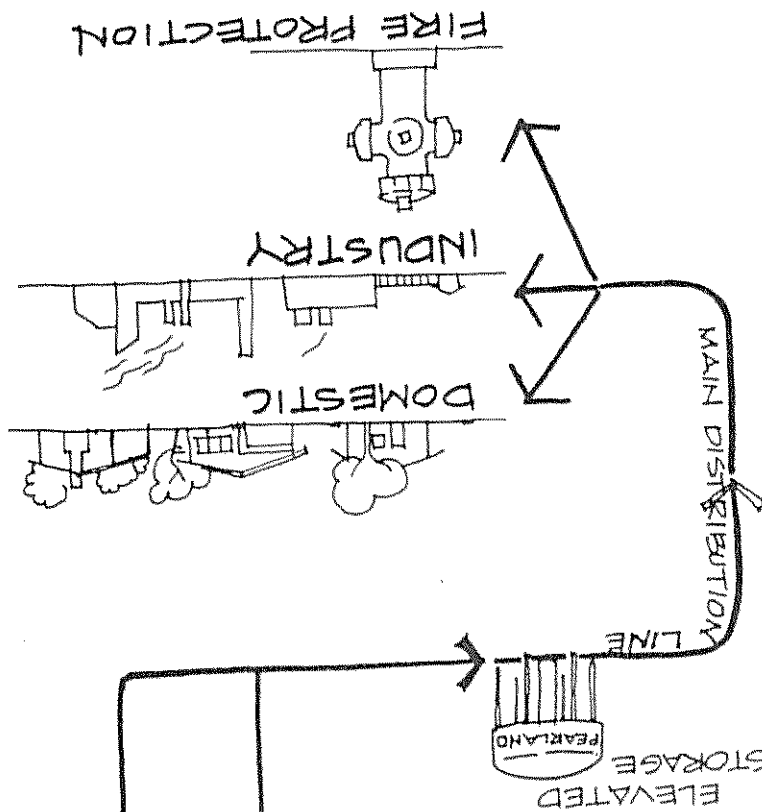 ELEVATED
STORAGE
PEARLAND
MAIN DISTRIBUTION
LINE
DOMESTIC
INDUSTRY
FIRE PROTECTION